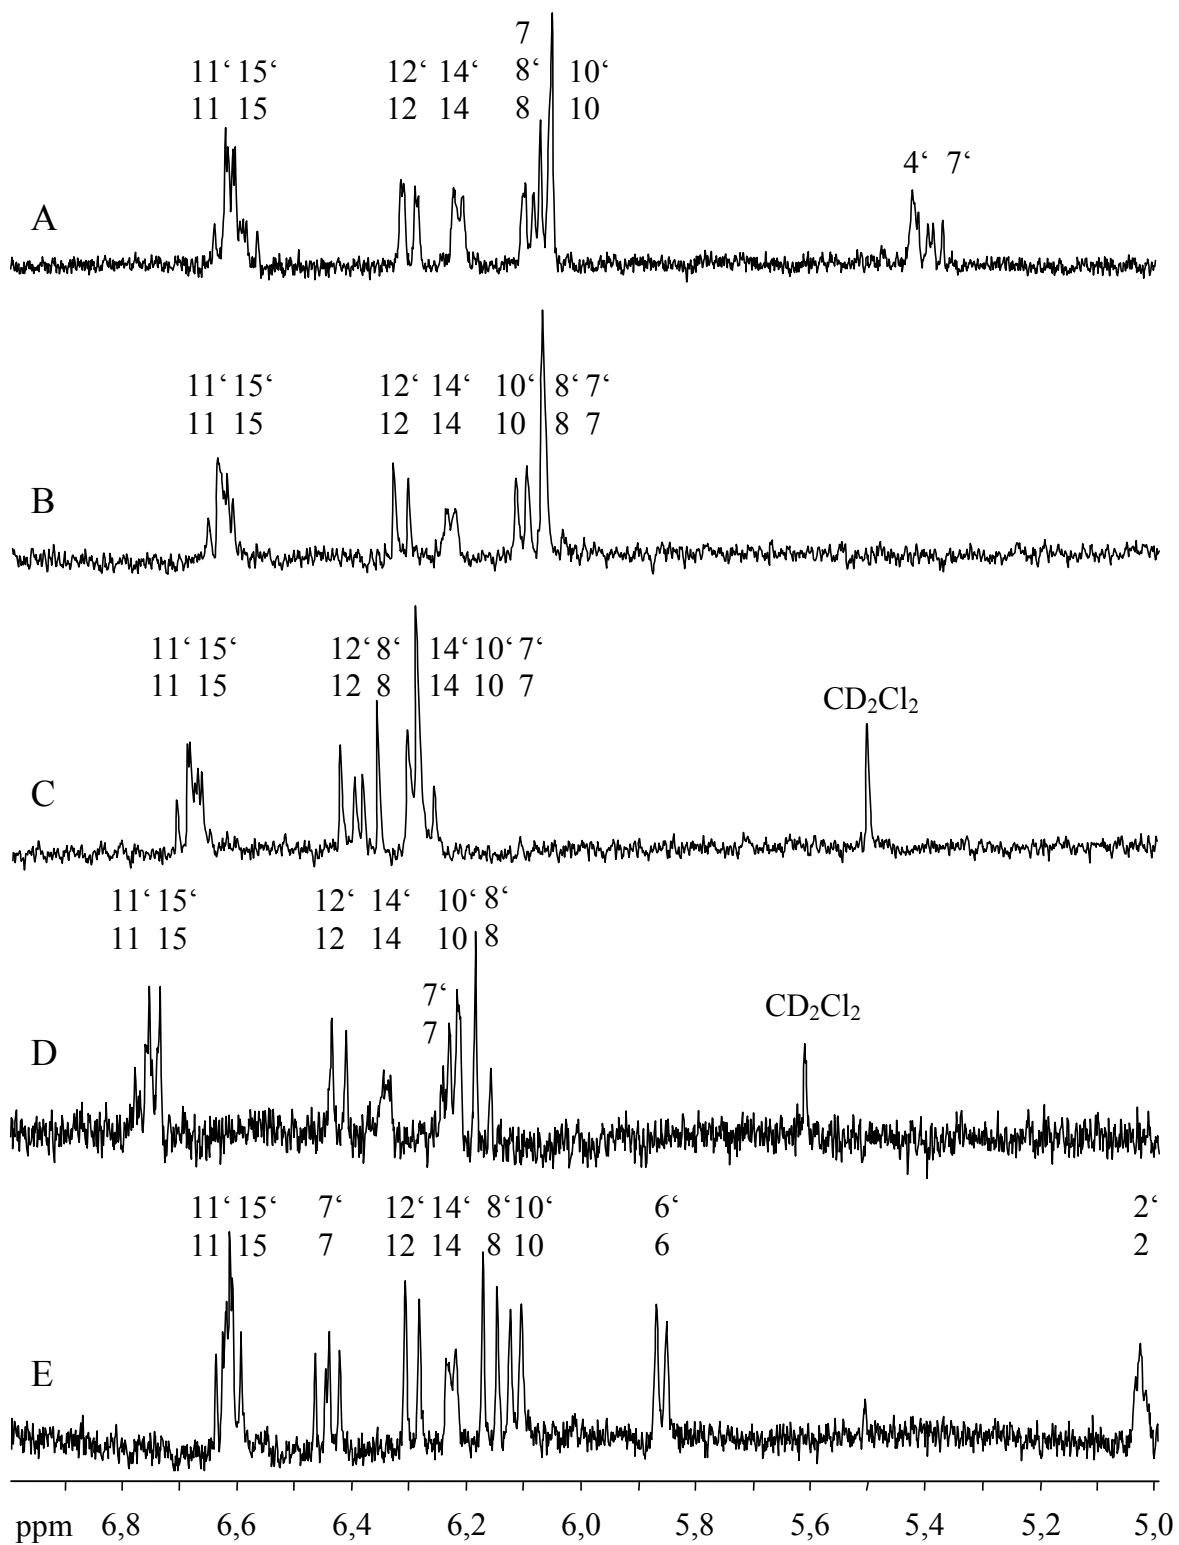 7
11‘ 15‘ 12‘ 14‘ 8‘ 10‘
11 15 12 14 8 10
4‘ 7‘
A
11‘ 15‘ 12‘ 14‘ 10‘ 8‘ 7‘
11 15 12 14 10 8 7
B
11‘ 15‘ 12‘ 8‘ 14‘ 10‘ 7‘
11 15 12 8 14 10 7
CD₂Cl₂
C
11‘ 15‘ 12‘ 14‘ 10‘ 8‘
11 15 12 14 10 8
7‘
CD₂Cl₂
7
D
11‘ 15‘ 7‘ 12‘ 14‘ 8‘ 10‘ 6‘ 2‘
11 15 7 12 14 8 10 6 2
E
ppm 6,8 6,6 6,4 6,2 6,0 5,8 5,6 5,4 5,2 5,0